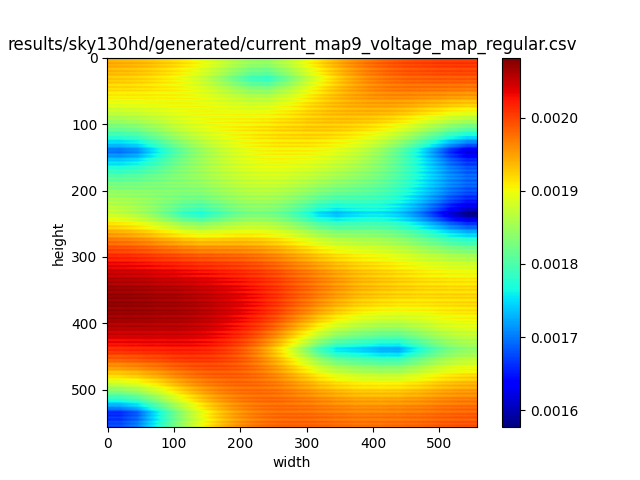 results/sky130hd/generated/current_map9_voltage_map_regular.csv
0
100
200
300
400
500
height
0 100 200 300 400 500
width
0.0020
0.0019
0.0018
0.0017
0.0016